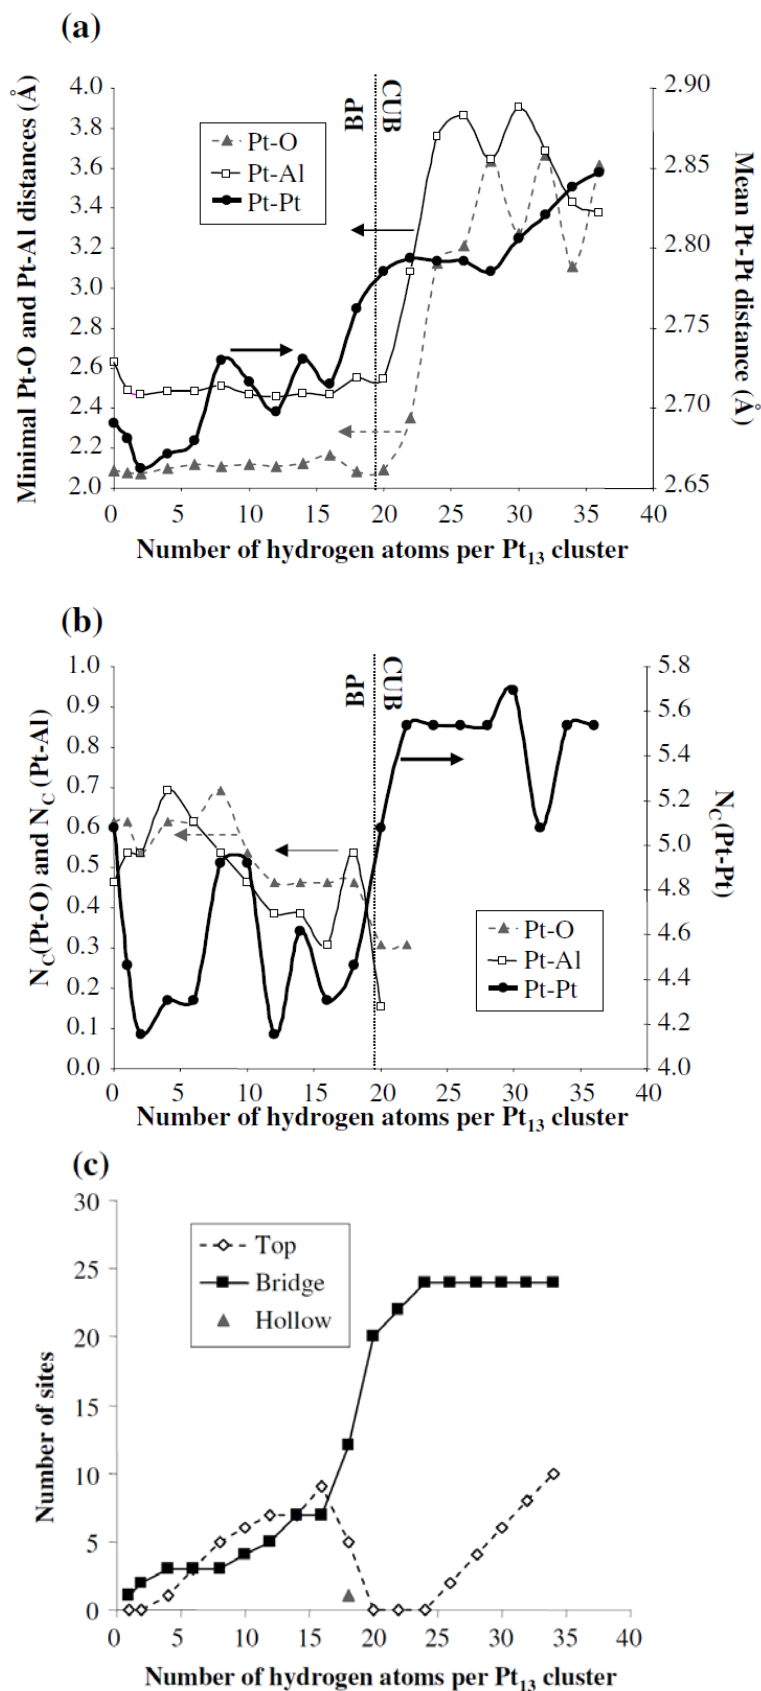 (a)
Minimal Pt-O and Pt-Al distances (Å)
4.0
3.8
3.6
3.4
3.2
3.0
2.8
2.6
2.4
2.2
2.0
Pt-O
Pt-Al
Pt-Pt
BP
CUB
2.90
2.85
2.80
2.75
2.70
2.65
Mean Pt-Pt distance (Å)
0 5 10 15 20 25 30 35 40
Number of hydrogen atoms per Pt13 cluster
(b)
NC(Pt-O) and NC (Pt-Al)
1.0
0.9
0.8
0.7
0.6
0.5
0.4
0.3
0.2
0.1
0.0
BP
CUB
Pt-O
Pt-Al
Pt-Pt
5.8
5.6
5.4
5.2
5.0
4.8
4.6
4.4
4.2
4.0
NC(Pt-Pt)
0 5 10 15 20 25 30 35 40
Number of hydrogen atoms per Pt13 cluster
(c)
Number of sites
30
25
20
15
10
5
0
Top
Bridge
Hollow
0 5 10 15 20 25 30 35 40
Number of hydrogen atoms per Pt13 cluster